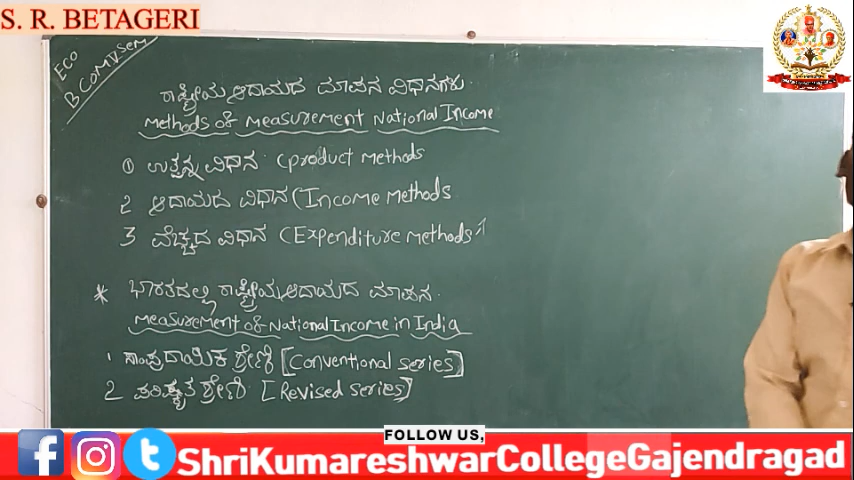 S. R. BETAGERI
ECO
B COM IV SEM
ರಾಷ್ಟ್ರೀಯ ಆದಾಯದ ಮಾಪನ ವಿಧಾನಗಳು.
Methods of measurement National Income
① ಉತ್ಪನ್ನ ವಿಧಾನ. (product methods
2 ಆದಾಯದ ವಿಧಾನ (Income methods
3 ವೆಚ್ಚದ ವಿಧಾನ (Expenditure methods)
* ಭಾರತದಲ್ಲಿ ರಾಷ್ಟ್ರೀಯ ಆದಾಯದ ಮಾಪನ.
measurement of National Income in India
1 ಸಾಂಪ್ರದಾಯಿಕ ಶ್ರೇಣಿ [Conventional series]
2 ಪರಿಷ್ಕೃತ ಶ್ರೇಣಿ [Revised series]
FOLLOW US,
ShriKumareshwarCollegeGajendragad